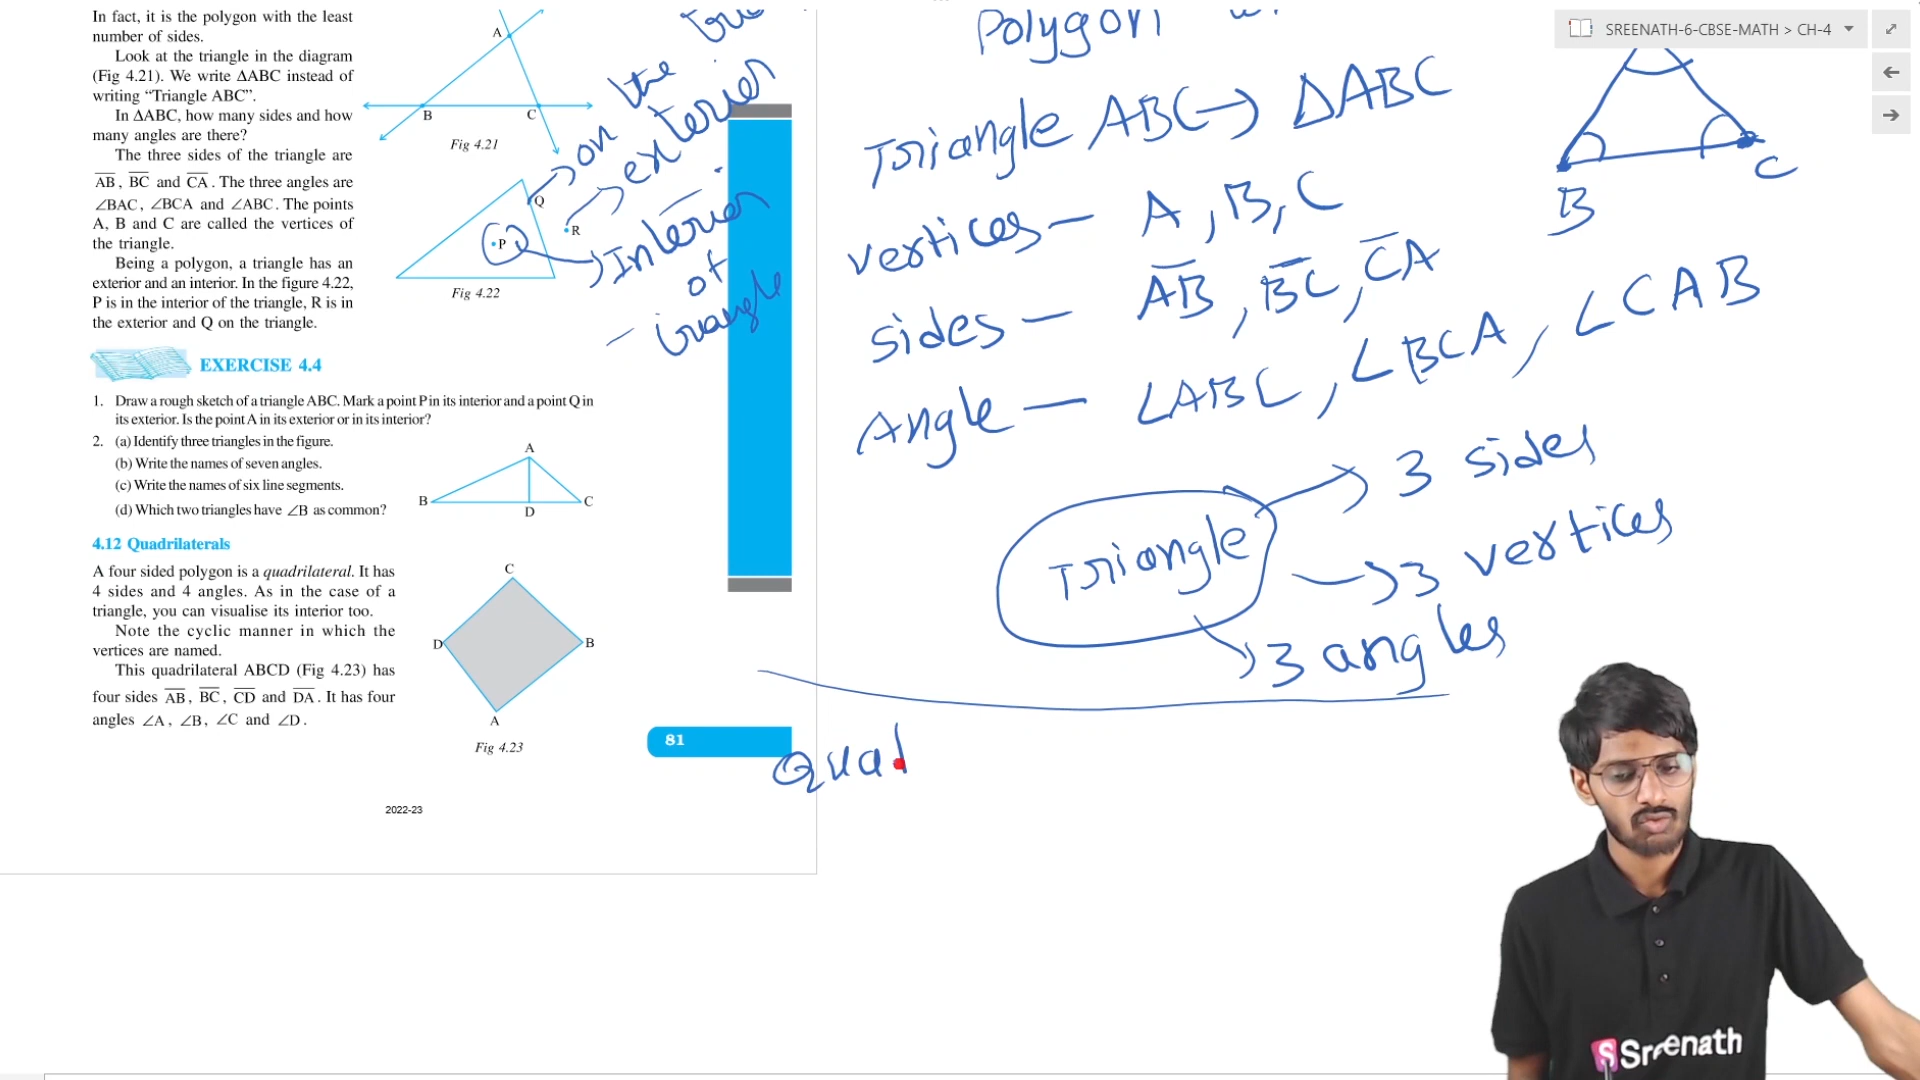 In fact, it is the polygon with the least
number of sides.
Look at the triangle in the diagram
(Fig 4.21). We write ΔABC instead of
writing “Triangle ABC”.
In ΔABC, how many sides and how
many angles are there?
The three sides of the triangle are
AB, BC and CA. The three angles are
∠BAC, ∠BCA and ∠ABC. The points
A, B and C are called the vertices of
the triangle.
Being a polygon, a triangle has an
exterior and an interior. In the figure 4.22,
P is in the interior of the triangle, R is in
the exterior and Q on the triangle.
A
B
C
Fig 4.21
Q
P
R
Fig 4.22
on the
exterior
Interior
of
triangle
EXERCISE 4.4
1. Draw a rough sketch of a triangle ABC. Mark a point P in its interior and a point Q in
its exterior. Is the point A in its exterior or in its interior?
2. (a) Identify three triangles in the figure.
(b) Write the names of seven angles.
(c) Write the names of six line segments.
(d) Which two triangles have ∠B as common?
A
B
C
D
4.12 Quadrilaterals
A four sided polygon is a quadrilateral. It has
4 sides and 4 angles. As in the case of a
triangle, you can visualise its interior too.
Note the cyclic manner in which the
vertices are named.
This quadrilateral ABCD (Fig 4.23) has
four sides AB, BC, CD and DA. It has four
angles ∠A, ∠B, ∠C and ∠D.
C
D
B
A
Fig 4.23
81
2022-23
Polygon
Triangle ABC → ΔABC
vertices – A, B, C
sides – AB, BC, CA
Angle – ∠ABC, ∠BCA, ∠CAB
B
C
Triangle
→ 3 sides
→ 3 vertices
→ 3 angles
Quad
SREENATH-6-CBSE-MATH > CH-4
Sreenath